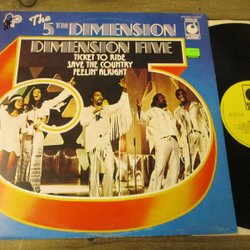 The
5TH DIMENSION
DIMENSION FIVE
TICKET TO RIDE
SAVE THE COUNTRY
FEELIN' ALRIGHT